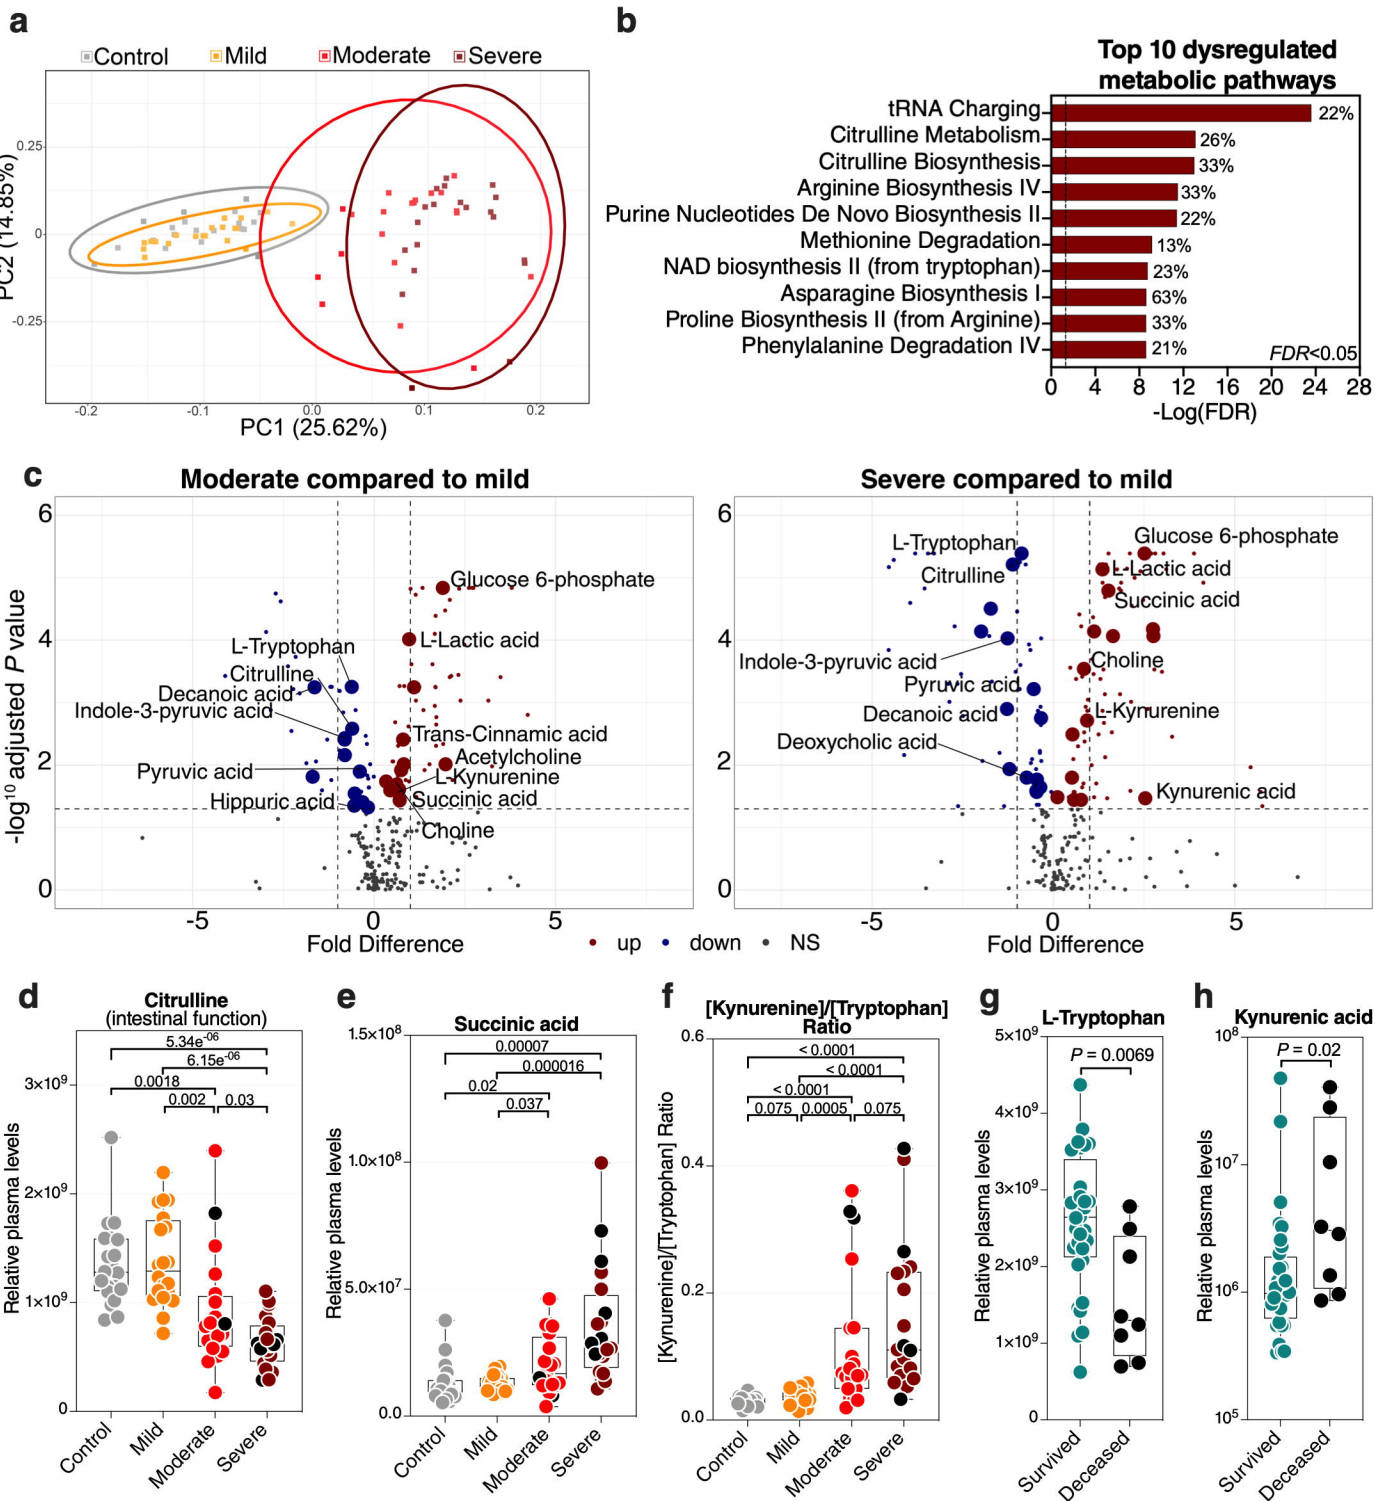 a
Control Mild Moderate Severe
PC2 (14.85%)
0.25
0
-0.25
-0.2 -0.1 0.0 0.1 0.2
PC1 (25.62%)
b
Top 10 dysregulated
metabolic pathways
tRNA Charging 22%
Citrulline Metabolism 26%
Citrulline Biosynthesis 33%
Arginine Biosynthesis IV 33%
Purine Nucleotides De Novo Biosynthesis II 22%
Methionine Degradation 13%
NAD biosynthesis II (from tryptophan) 23%
Asparagine Biosynthesis I 63%
Proline Biosynthesis II (from Arginine) 33%
Phenylalanine Degradation IV 21%
FDR<0.05
0 4 8 12 16 20 24 28
-Log(FDR)
c
Moderate compared to mild
-log10 adjusted P value
6
4
2
0
Glucose 6-phosphate
L-Lactic acid
L-Tryptophan
Citrulline
Decanoic acid
Indole-3-pyruvic acid
Trans-Cinnamic acid
Acetylcholine
Pyruvic acid
L-Kynurenine
Hippuric acid
Succinic acid
Choline
-5 0 5
Fold Difference
Severe compared to mild
6
4
2
0
L-Tryptophan
Glucose 6-phosphate
Citrulline
L-Lactic acid
Succinic acid
Indole-3-pyruvic acid
Choline
Pyruvic acid
Decanoic acid
L-Kynurenine
Deoxycholic acid
Kynurenic acid
-5 0 5
Fold Difference
up down NS
d
Citrulline
(intestinal function)
Relative plasma levels
5.34e-06
6.15e-06
0.0018
0.002 0.03
3×109
2×109
1×109
0
Control Mild Moderate Severe
e
Succinic acid
Relative plasma levels
1.5×108
1.0×108
5.0×107
0.0
0.00007
0.000016
0.02
0.037
Control Mild Moderate Severe
f
[Kynurenine]/[Tryptophan]
Ratio
[Kynurenine]/[Tryptophan] Ratio
0.6
0.4
0.2
0.0
< 0.0001
< 0.0001
< 0.0001
0.075 0.0005 0.075
Control Mild Moderate Severe
g
L-Tryptophan
Relative plasma levels
5×109
4×109
3×109
2×109
1×109
0
P = 0.0069
Survived Deceased
h
Kynurenic acid
Relative plasma levels
108
107
106
105
P = 0.02
Survived Deceased